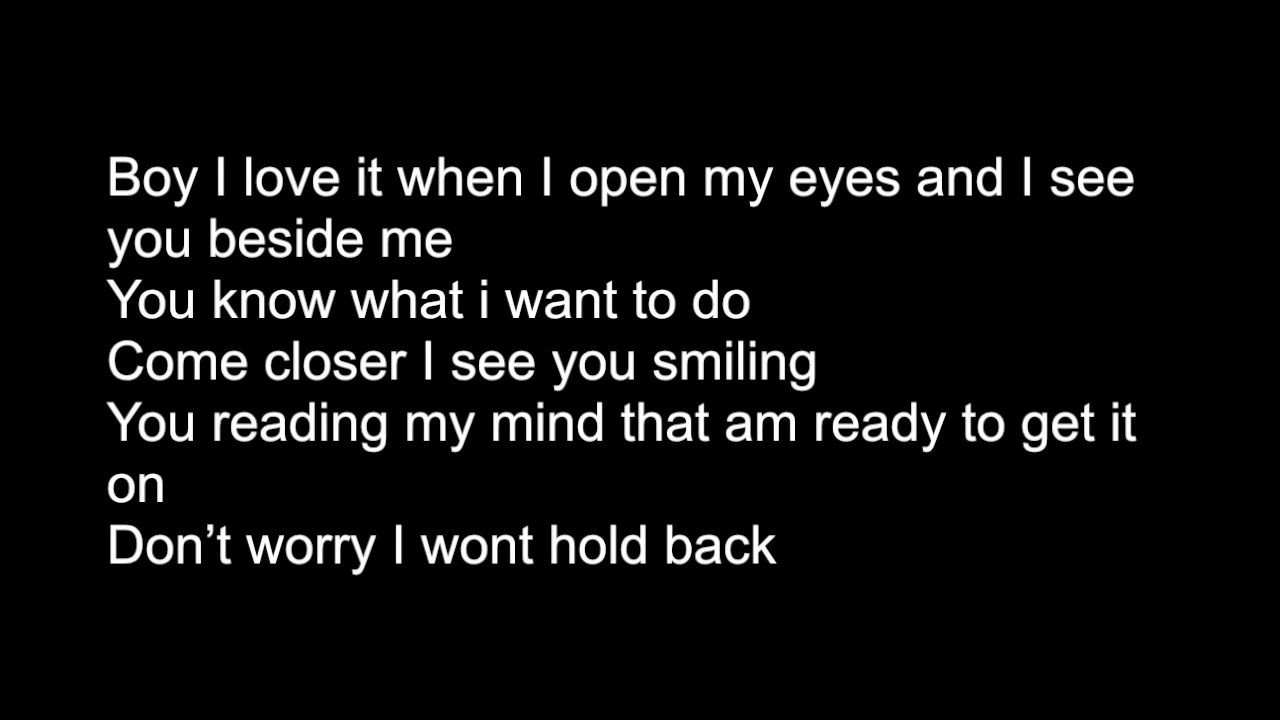 Boy I love it when I open my eyes and I see
you beside me
You know what i want to do
Come closer I see you smiling
You reading my mind that am ready to get it
on
Don’t worry I wont hold back